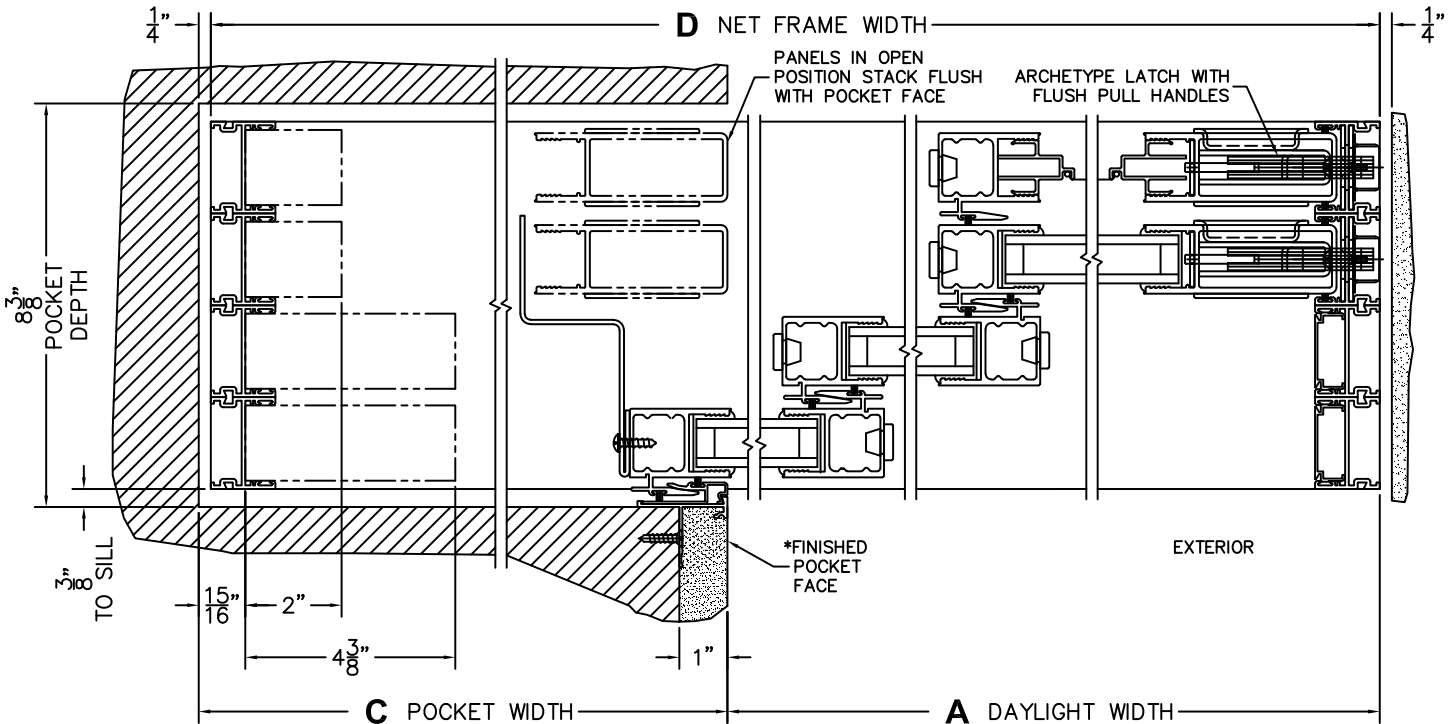 1/4"
D NET FRAME WIDTH
1/4"
PANELS IN OPEN
POSITION STACK FLUSH
WITH POCKET FACE
ARCHETYPE LATCH WITH
FLUSH PULL HANDLES
8 3/8"
POCKET
DEPTH
3/8"
TO SILL
*FINISHED
POCKET
FACE
EXTERIOR
15/16"
2"
4 3/8"
1"
C POCKET WIDTH
A DAYLIGHT WIDTH